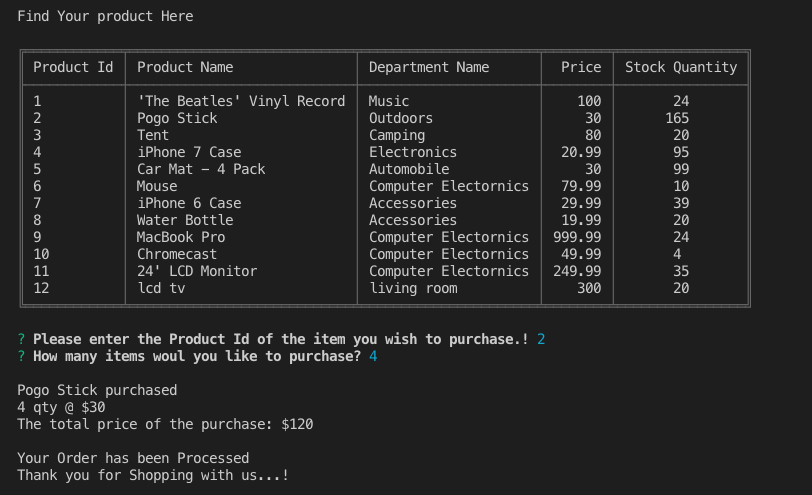 Find Your product Here
Product Id Product Name Department Name Price Stock Quantity
1 'The Beatles' Vinyl Record Music 100 24
2 Pogo Stick Outdoors 30 165
3 Tent Camping 80 20
4 iPhone 7 Case Electronics 20.99 95
5 Car Mat - 4 Pack Automobile 30 99
6 Mouse Computer Electornics 79.99 10
7 iPhone 6 Case Accessories 29.99 39
8 Water Bottle Accessories 19.99 20
9 MacBook Pro Computer Electornics 999.99 24
10 Chromecast Computer Electornics 49.99 4
11 24' LCD Monitor Computer Electornics 249.99 35
12 lcd tv living room 300 20
? Please enter the Product Id of the item you wish to purchase.! 2
? How many items woul you like to purchase? 4
Pogo Stick purchased
4 qty @ $30
The total price of the purchase: $120
Your Order has been Processed
Thank you for Shopping with us...!